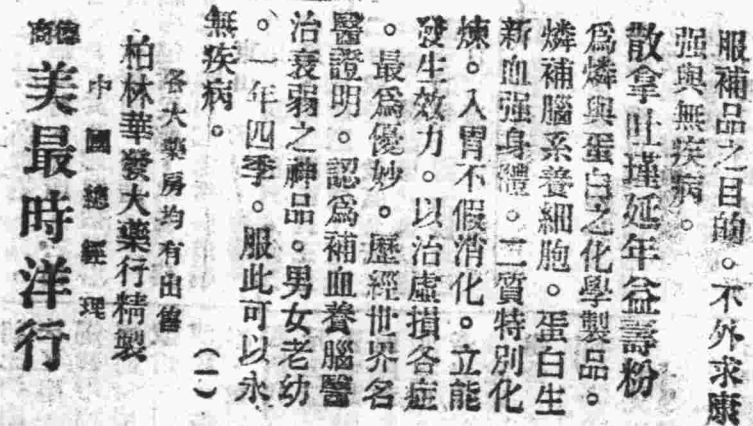 服補品之目的。不外求康
强與無疾病。
散拿吐瑾延年益壽粉
爲燐與蛋白之化學製品。
燐補腦系養細胞。蛋白生
新血强身體。二質特別化
煉。入胃不假消化。立能
發生效力。以治虛損各症
。最爲優妙。歷經世界名
醫證明。認爲補血養腦醫
治衰弱之神品。男女老幼
。一年四季。服此可以永
無疾病。
(一)
各大藥房均有出售
柏林華發大藥行精製
中國總經理
德商
美最時洋行